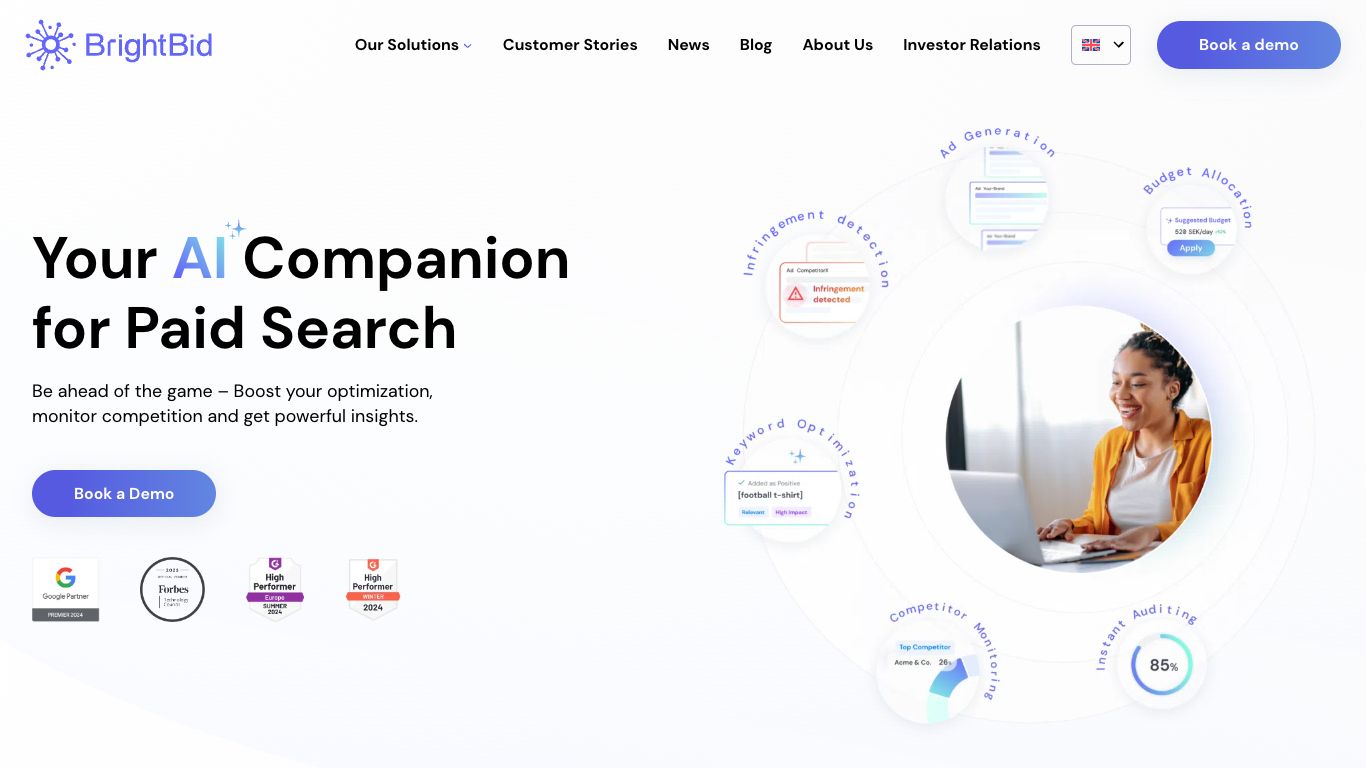 BrightBid
Our Solutions
Customer Stories
News
Blog
About Us
Investor Relations
Book a demo
Your AI Companion
for Paid Search
Be ahead of the game – Boost your optimization,
monitor competition and get powerful insights.
Book a Demo
Google Partner
PREMIER 2024
Forbes
Technology
Council
High
Performer
Europe
SUMMER
2024
High
Performer
WINTER
2024
Ad Generation
Ad Your-Brand
Ad Your-Brand
Budget Allocation
Suggested Budget
520 SEK/day
Apply
Infringement detection
Ad CompetitorX
Infringement
detected
Keyword Optimization
Added as Positive
[football t-shirt]
Relevant
High Impact
Competitor Monitoring
Top Competitor
Acme & Co. 26%
Instant Auditing
85%